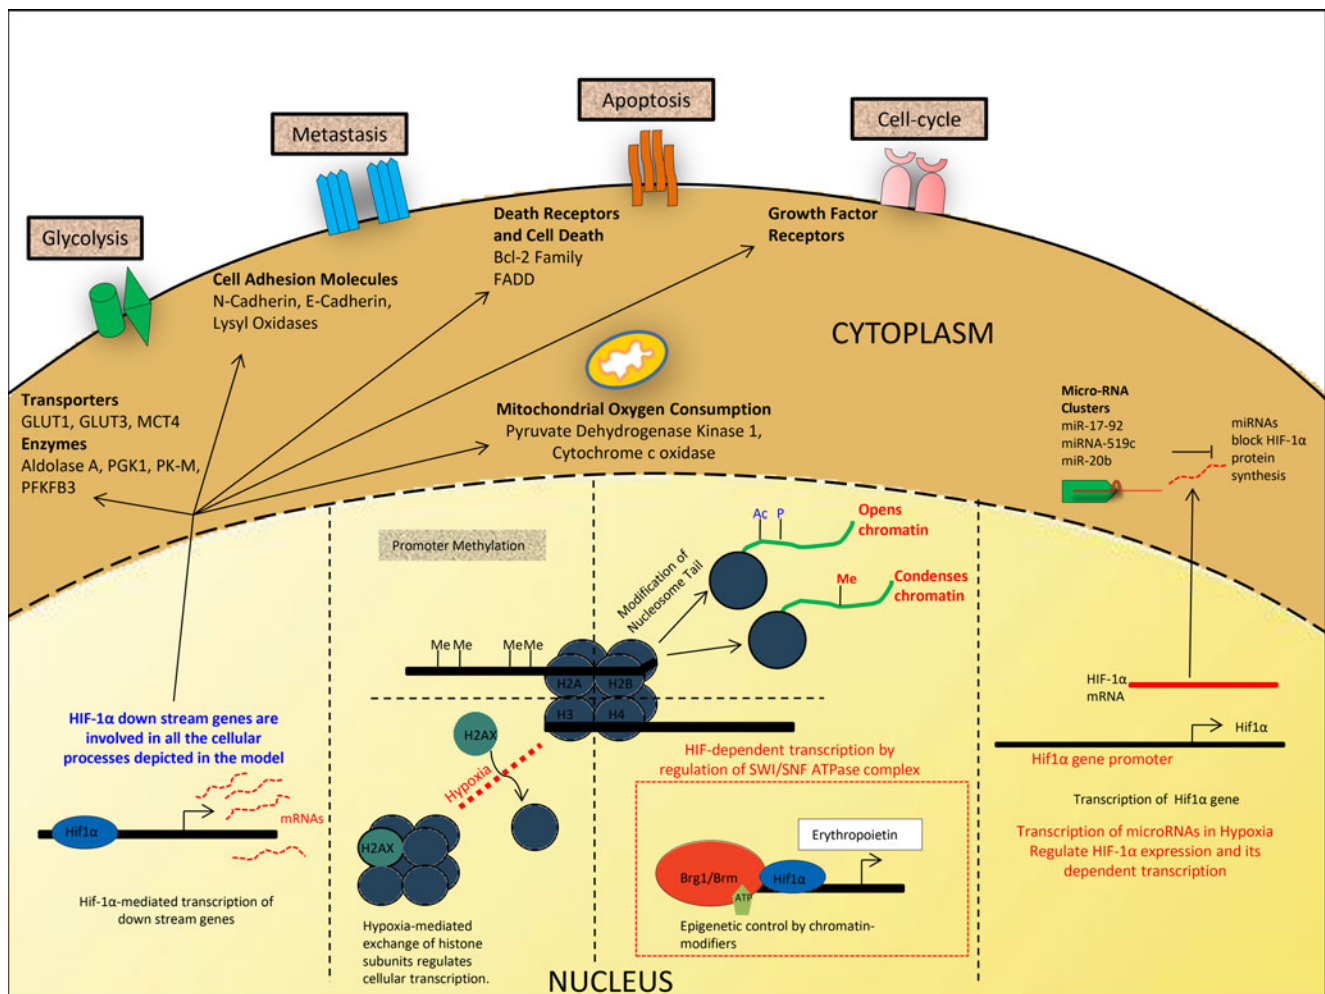 Apoptosis
Cell-cycle
Metastasis
Glycolysis
Death Receptors
and Cell Death
Bcl-2 Family
FADD
Growth Factor
Receptors
Cell Adhesion Molecules
N-Cadherin, E-Cadherin,
Lysyl Oxidases
CYTOPLASM
Transporters
GLUT1, GLUT3, MCT4
Enzymes
Aldolase A, PGK1, PK-M,
PFKFB3
Mitochondrial Oxygen Consumption
Pyruvate Dehydrogenase Kinase 1,
Cytochrome c oxidase
Micro-RNA
Clusters
miR-17-92
miRNA-519c
miR-20b
miRNAs
block HIF-1α
protein
synthesis
HIF-1α down stream genes are
involved in all the cellular
processes depicted in the model
mRNAs
Hif1α
Hif-1α-mediated transcription of
down stream genes
Promoter Methylation
Me Me Me Me
H2A H2B
H3 H4
Modification of
Nucleosome Tail
Ac P
Opens
chromatin
Me
Condenses
chromatin
H2AX
Hypoxia
H2AX
Hypoxia-mediated
exchange of histone
subunits regulates
cellular transcription.
HIF-dependent transcription by
regulation of SWI/SNF ATPase complex
Erythropoietin
Brg1/Brm
Hif1α
ATP
Epigenetic control by chromatin-
modifiers
HIF-1α
mRNA
Hif1α
Hif1α gene promoter
Transcription of Hif1α gene
Transcription of microRNAs in Hypoxia
Regulate HIF-1α expression and its
dependent transcription
NUCLEUS